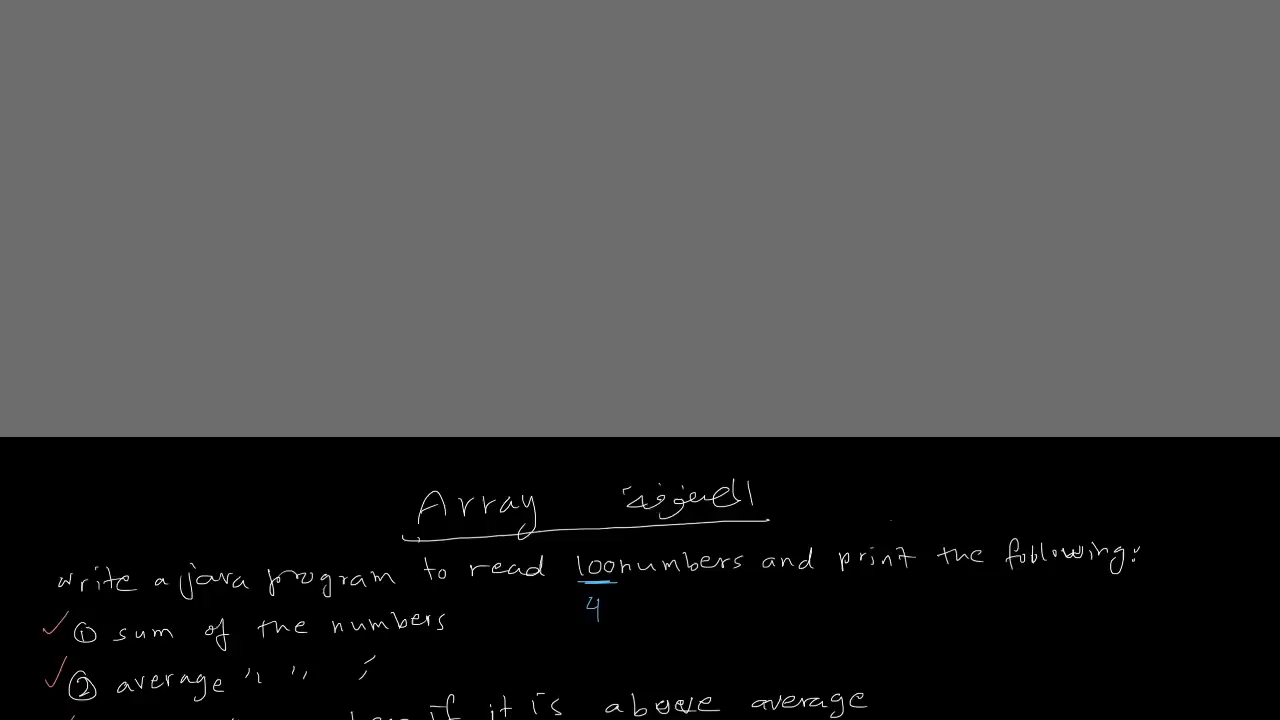 Array المصفوفة
write a java program to read 100 numbers and print the following:
4
① sum of the numbers
② average " " "
if it is above average